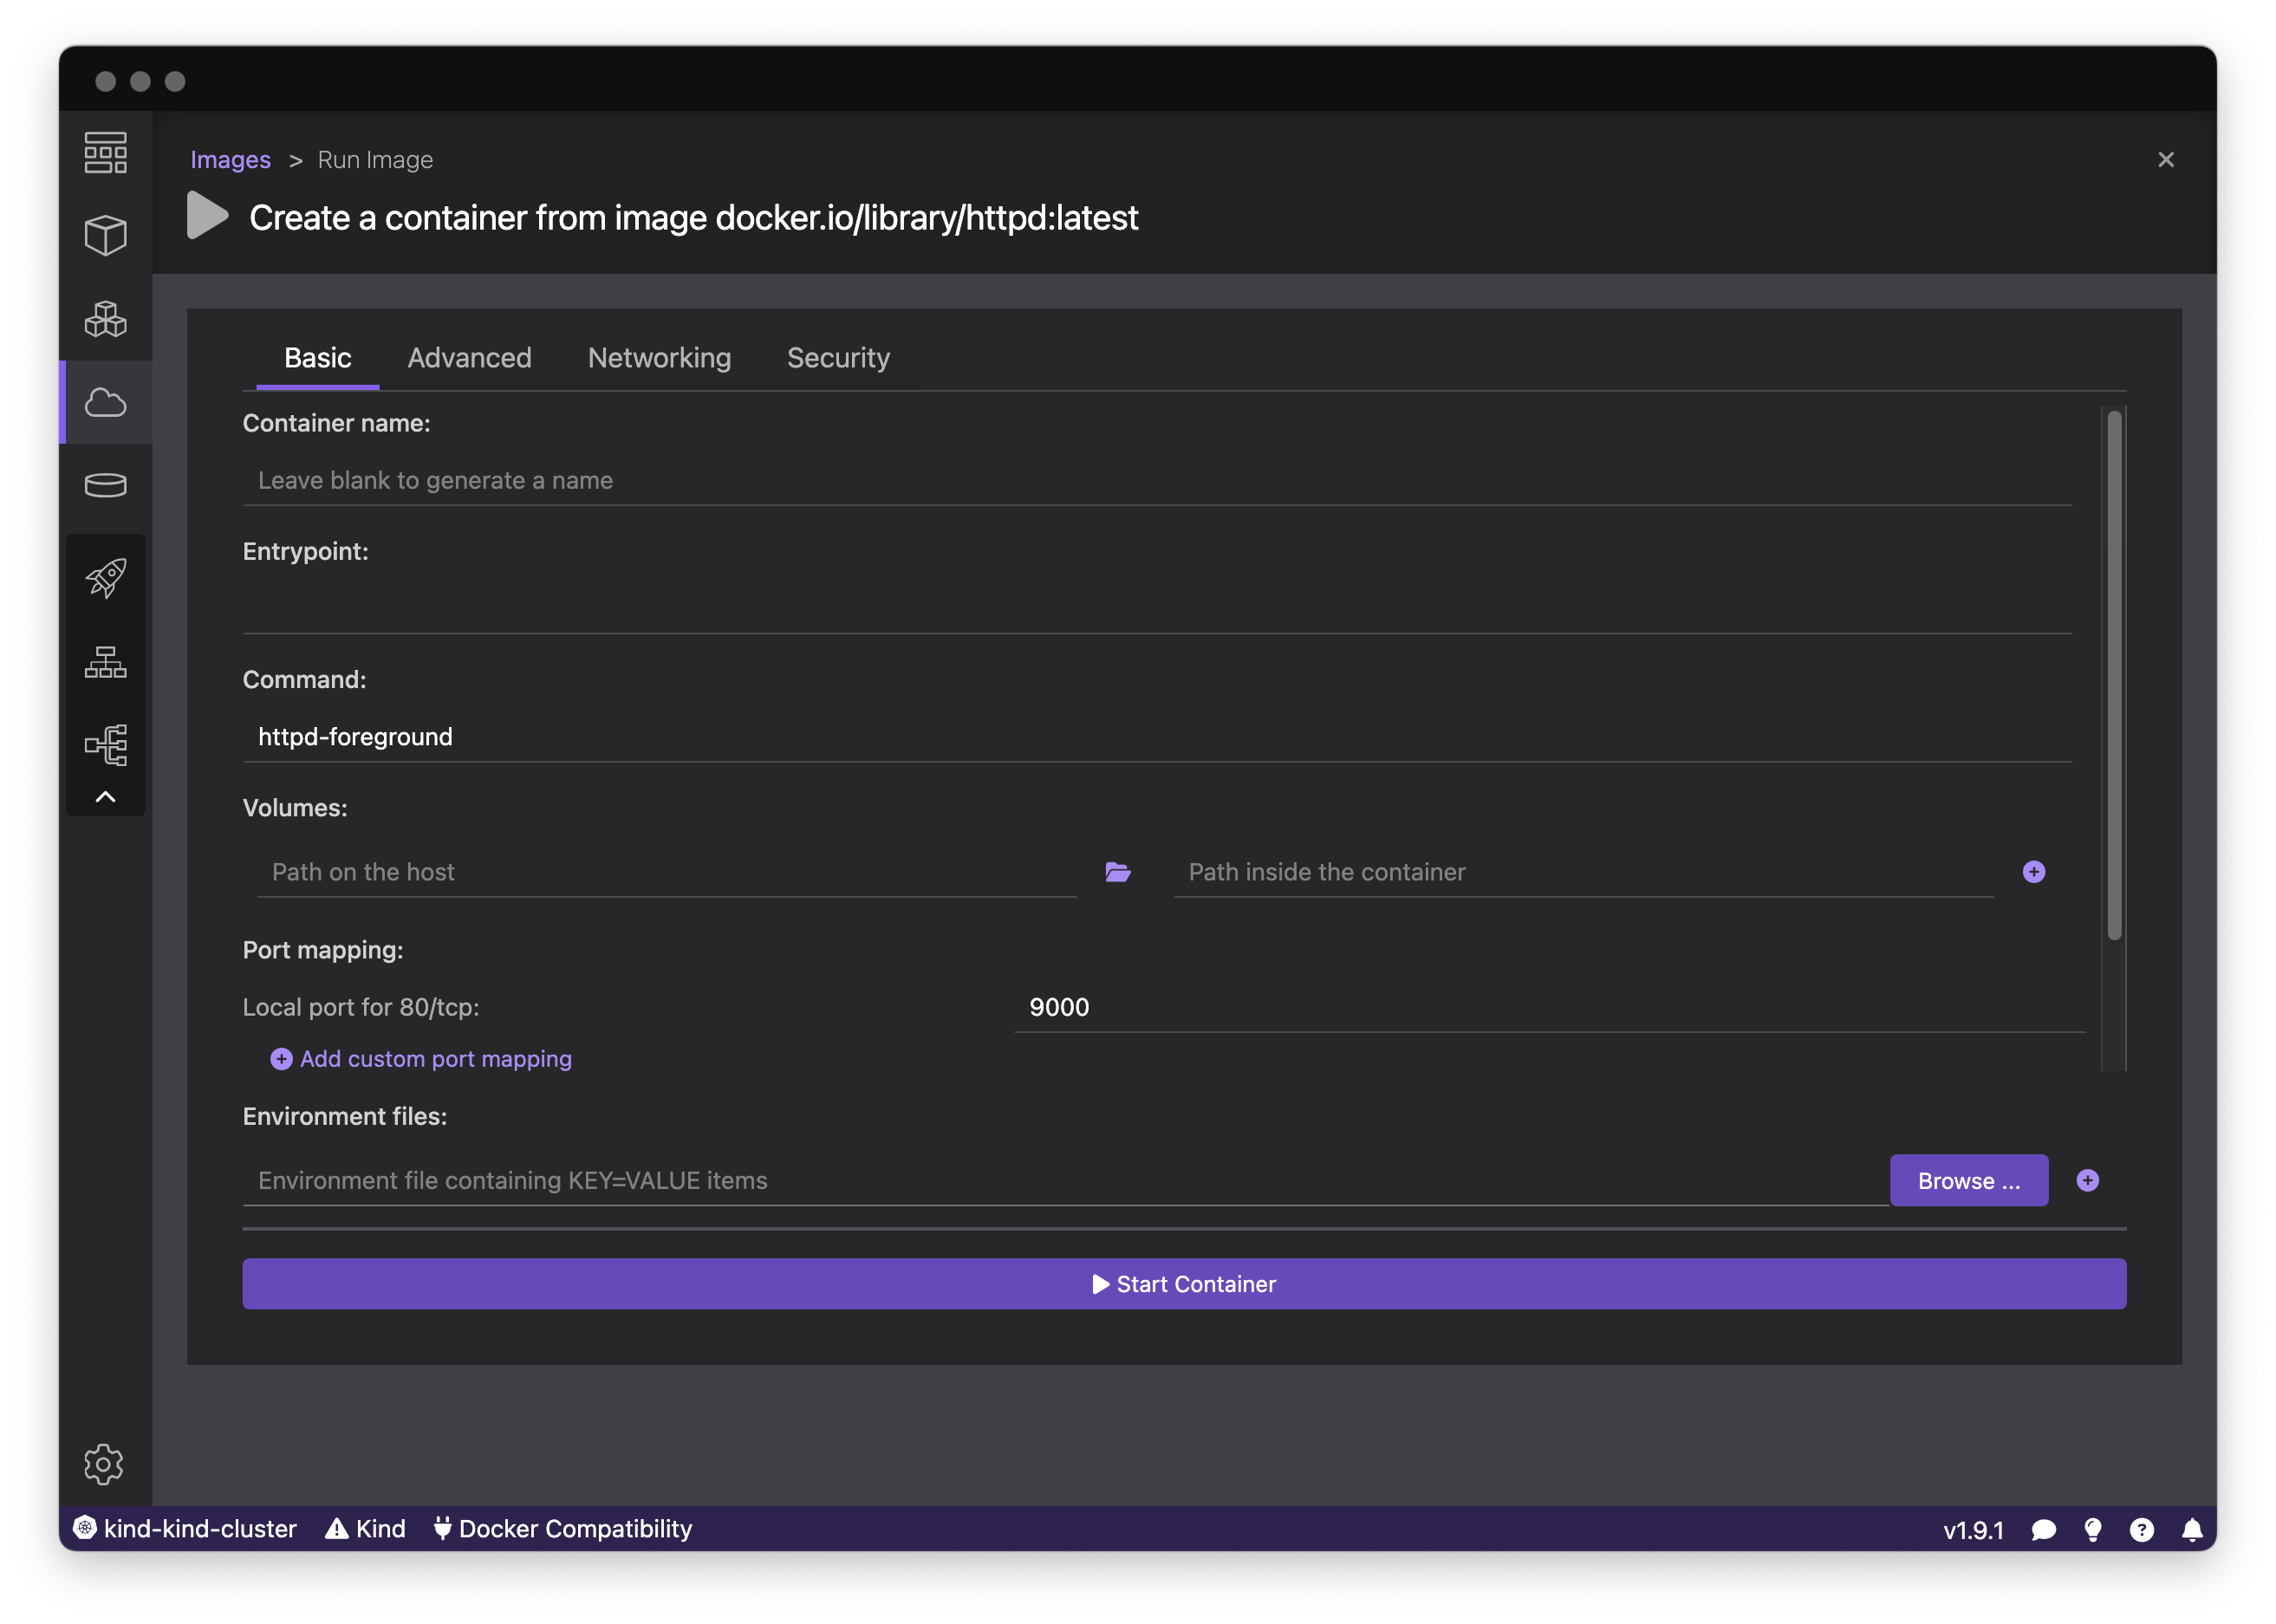 Images > Run Image
Create a container from image docker.io/library/httpd:latest
Basic Advanced Networking Security
Container name:
Leave blank to generate a name
Entrypoint:
Command:
httpd-foreground
Volumes:
Path on the host Path inside the container
Port mapping:
Local port for 80/tcp: 9000
Add custom port mapping
Environment files:
Environment file containing KEY=VALUE items Browse ...
Start Container
kind-kind-cluster Kind Docker Compatibility v1.9.1